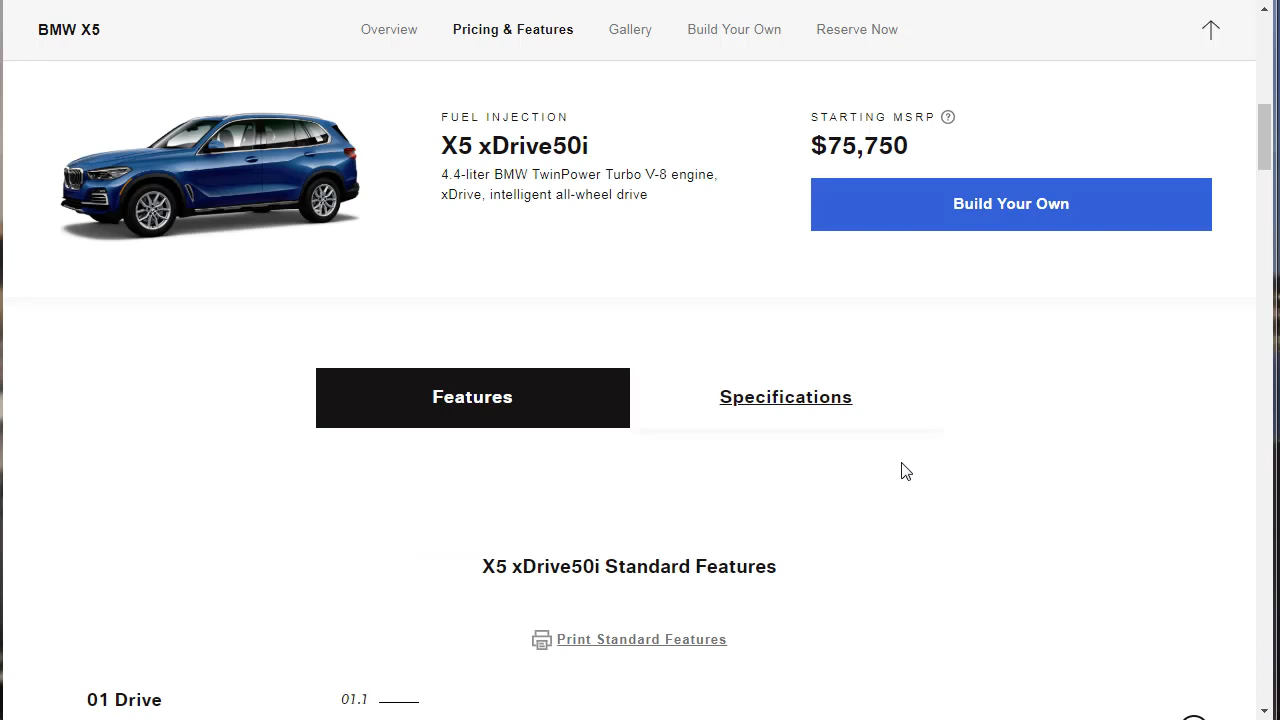 BMW X5
Overview
Pricing & Features
Gallery
Build Your Own
Reserve Now
FUEL INJECTION
X5 xDrive50i
4.4-liter BMW TwinPower Turbo V-8 engine,
xDrive, intelligent all-wheel drive
STARTING MSRP ?
$75,750
Build Your Own
Features
Specifications
X5 xDrive50i Standard Features
Print Standard Features
01 Drive
01.1